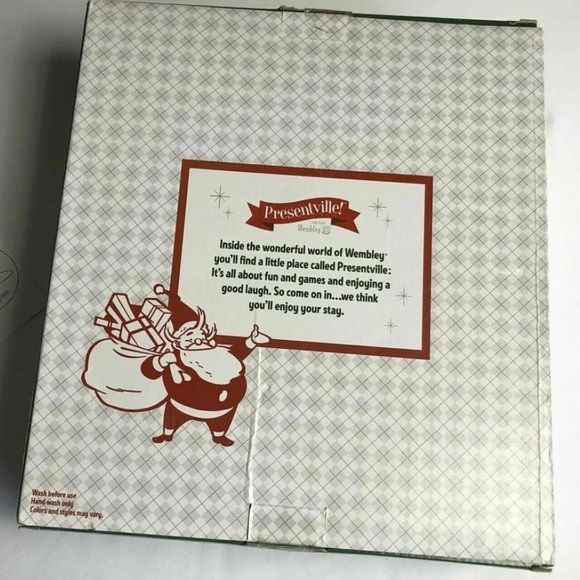 Presentville!
Wembley
Inside the wonderful world of Wembley™
you'll find a little place called Presentville:
It's all about fun and games and enjoying a
good laugh. So come on in...we think
you'll enjoy your stay.
Wash before use
Hand wash only
Colors and styles may vary.